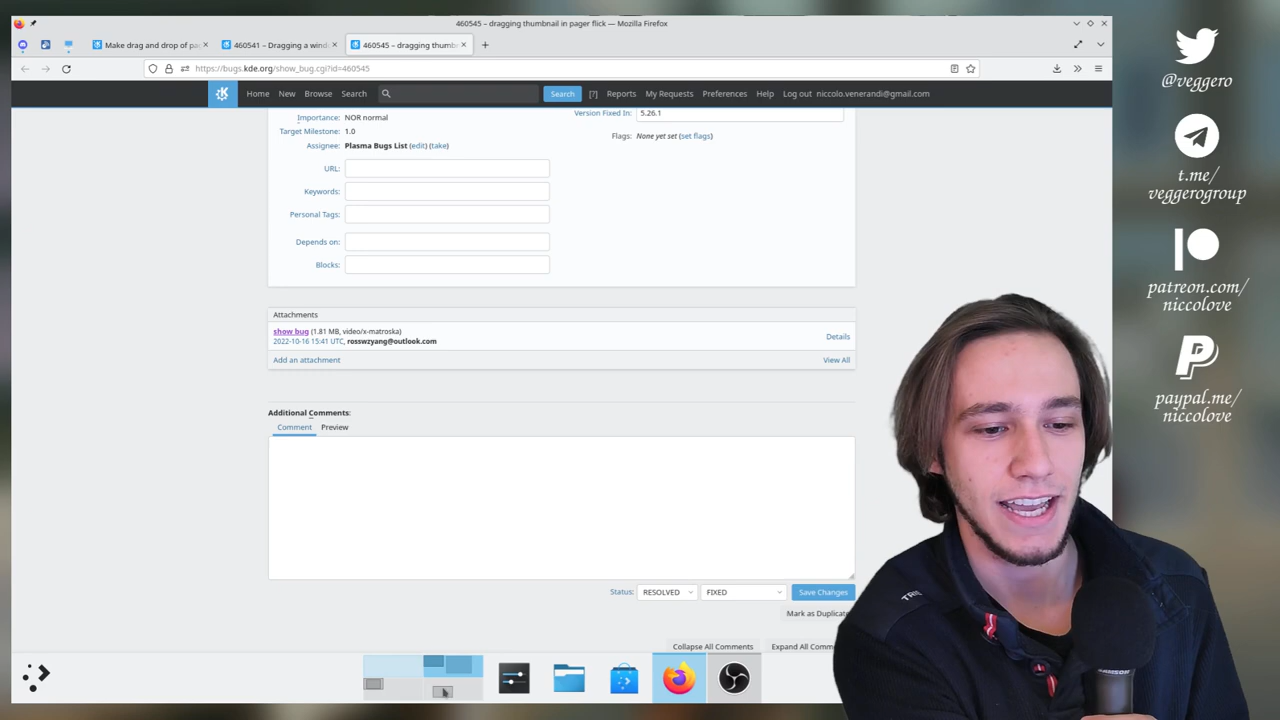 460545 – dragging thumbnail in pager flick — Mozilla Firefox
Make drag and drop of pa
460541 – Dragging a wind
460545 – dragging thumb
https://bugs.kde.org/show_bug.cgi?id=460545
Home New Browse Search Search [?] Reports My Requests Preferences Help Log out niccolo.venerandi@gmail.com
Importance: NOR normal
Version Fixed In: 5.26.1
Target Milestone: 1.0
Flags: None yet set (set flags)
Assignee: Plasma Bugs List (edit) (take)
URL:
Keywords:
Personal Tags:
Depends on:
Blocks:
Attachments
show bug (1.81 MB, video/x-matroska)
2022-10-16 15:41 UTC, rosswzyang@outlook.com
Details
Add an attachment
View All
Additional Comments:
Comment Preview
Status: RESOLVED FIXED Save Changes
Mark as Duplicate
Collapse All Comments Expand All Comm
@veggero
t.me/
veggerogroup
patreon.com/
niccolove
paypal.me/
niccolove